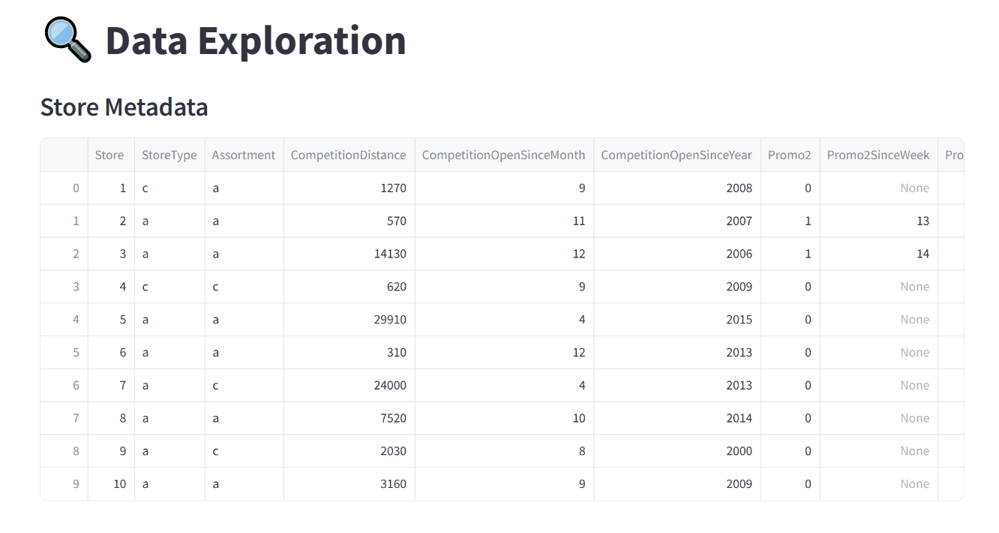 Data Exploration
Store Metadata
Store StoreType Assortment CompetitionDistance CompetitionOpenSinceMonth CompetitionOpenSinceYear Promo2 Promo2SinceWeek Pro
0 1 c a 1270 9 2008 0 None
1 2 a a 570 11 2007 1 13
2 3 a a 14130 12 2006 1 14
3 4 c c 620 9 2009 0 None
4 5 a a 29910 4 2015 0 None
5 6 a a 310 12 2013 0 None
6 7 a c 24000 4 2013 0 None
7 8 a a 7520 10 2014 0 None
8 9 a c 2030 8 2000 0 None
9 10 a a 3160 9 2009 0 None